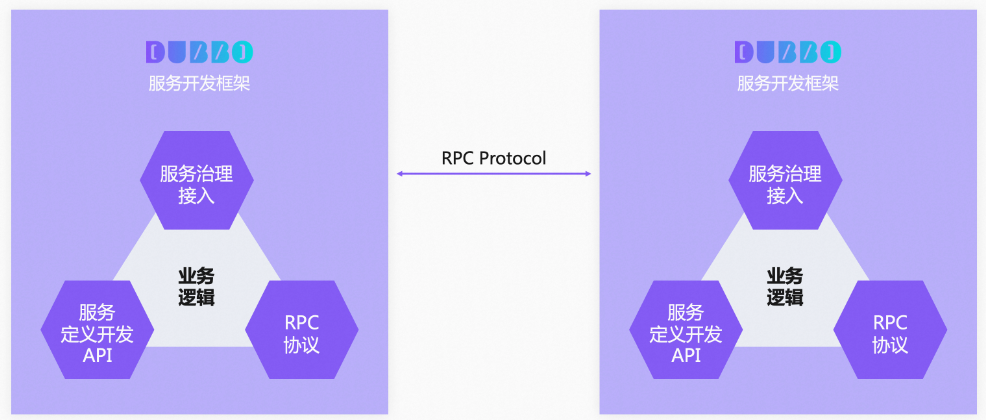 DUBBO
服务开发框架
服务治理
接入
业务
逻辑
服务
定义开发
API
RPC
协议
RPC Protocol
DUBBO
服务开发框架
服务治理
接入
业务
逻辑
服务
定义开发
API
RPC
协议